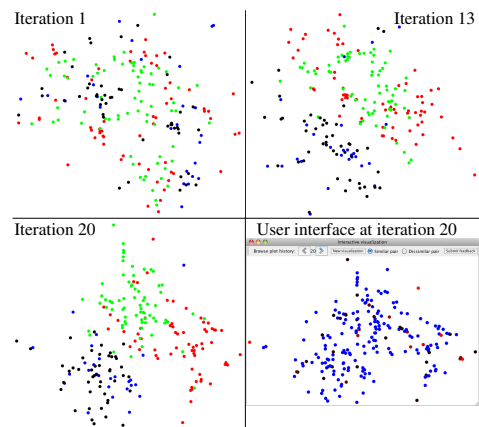 Iteration 1
Iteration 13
Iteration 20
User interface at iteration 20
Interactive visualization
Browse plot history: 20 New visualization Similar pair Dissimilar pair Submit feedback